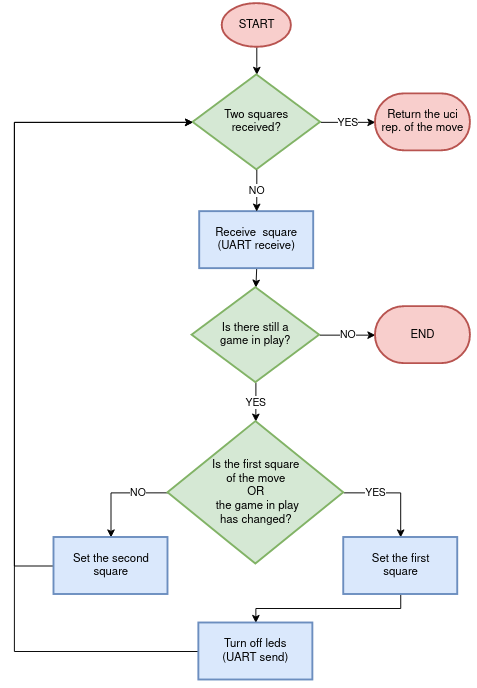 START
Two squares
received?
YES
Return the uci
rep. of the move
NO
Receive square
(UART receive)
Is there still a
game in play?
NO
END
YES
Is the first square
of the move
OR
the game in play
has changed?
NO
YES
Set the second
square
Set the first
square
Turn off leds
(UART send)